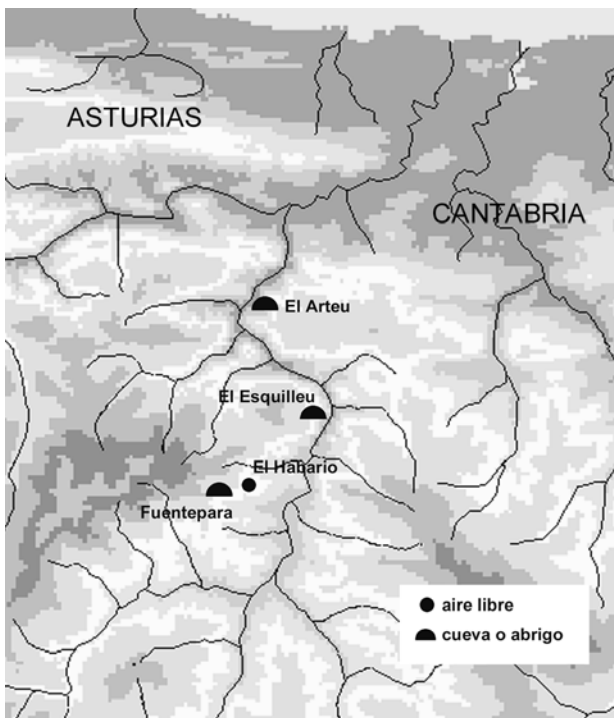 ASTURIAS
CANTABRIA
El Arteu
El Esquilleu
El Habario
Fuentepara
aire libre
cueva o abrigo